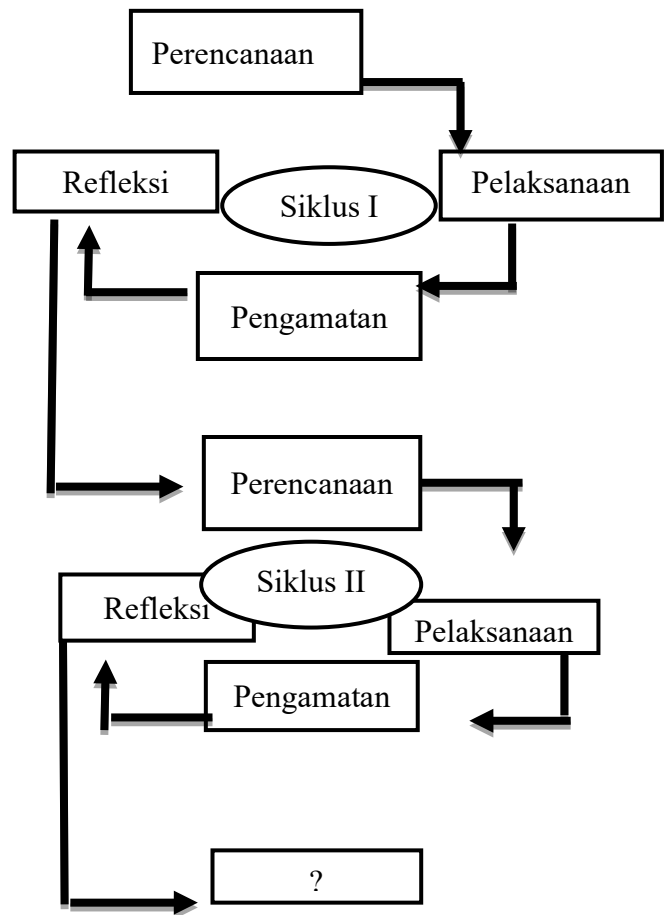 Perencanaan
Refleksi
Siklus I
Pelaksanaan
Pengamatan
Perencanaan
Siklus II
Refleksi
Pelaksanaan
Pengamatan
?